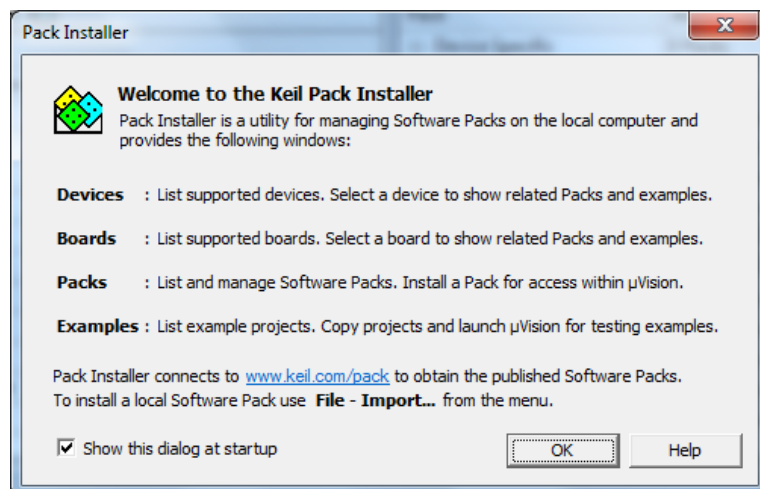 Pack Installer
Welcome to the Keil Pack Installer
Pack Installer is a utility for managing Software Packs on the local computer and
provides the following windows:
Devices : List supported devices. Select a device to show related Packs and examples.
Boards : List supported boards. Select a board to show related Packs and examples.
Packs : List and manage Software Packs. Install a Pack for access within µVision.
Examples : List example projects. Copy projects and launch µVision for testing examples.
Pack Installer connects to www.keil.com/pack to obtain the published Software Packs.
To install a local Software Pack use File - Import... from the menu.
Show this dialog at startup
OK
Help